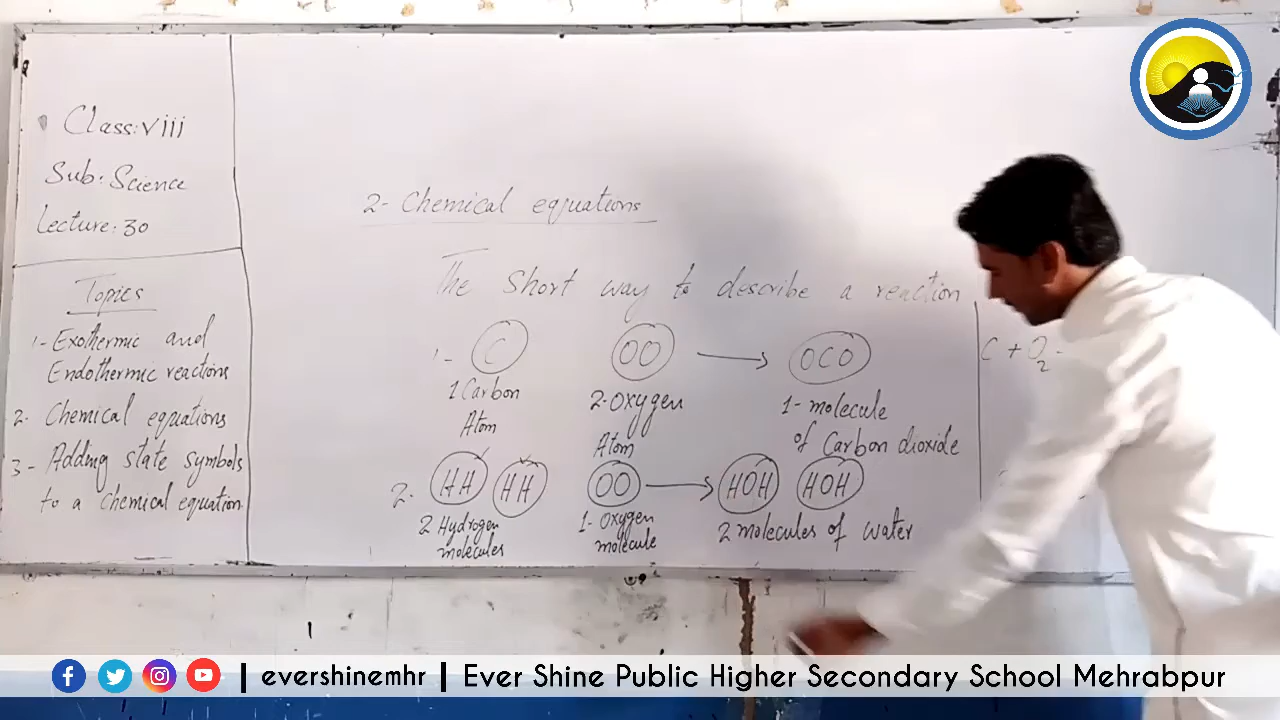 Class: viii
Sub: Science
Lecture: 30
Topics
1- Exothermic and
Endothermic reactions
2- Chemical equations
3- Adding state symbols
to a chemical equation
2- Chemical equations
The Short way to describe a reaction
1- C OO → OCO
1 Carbon
Atom
2-Oxygen
Atom
1- molecule
of Carbon dioxide
2. HH HH OO → HOH HOH
2 Hydrogen
molecules
1- Oxygen
molecule
2 molecules of water
C + O2 -
| evershinemhr | Ever Shine Public Higher Secondary School Mehrabpur